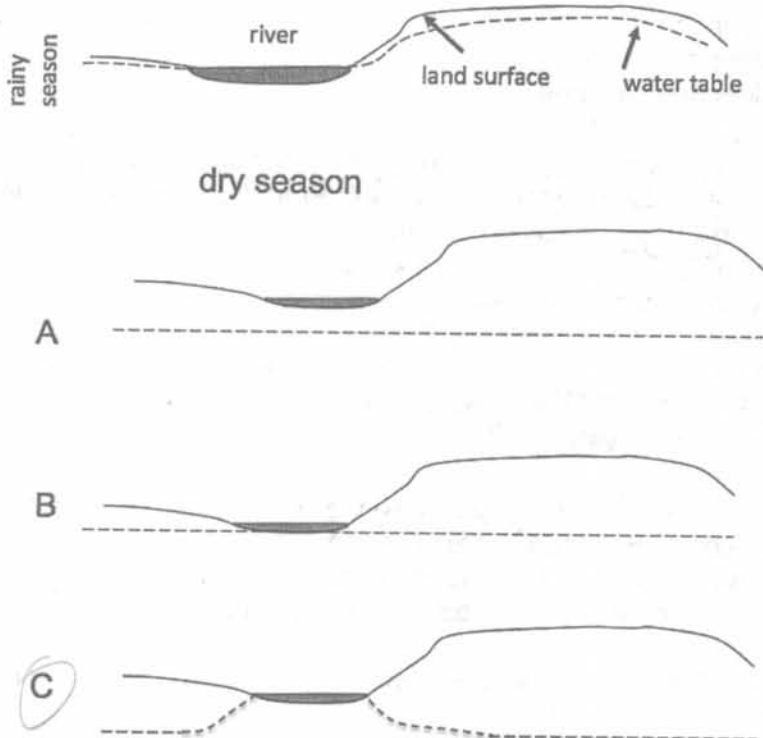 river
rainy
season
land surface
water table
dry season
A
B
C